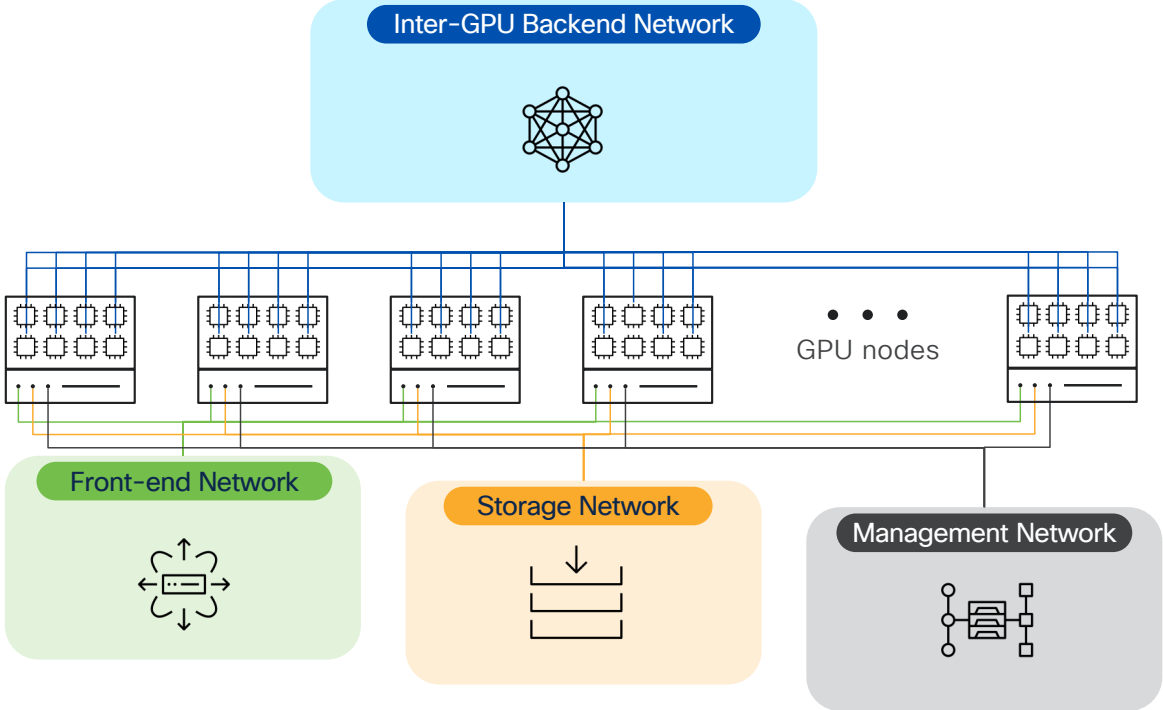 Inter-GPU Backend Network
GPU nodes
Front-end Network
Storage Network
Management Network